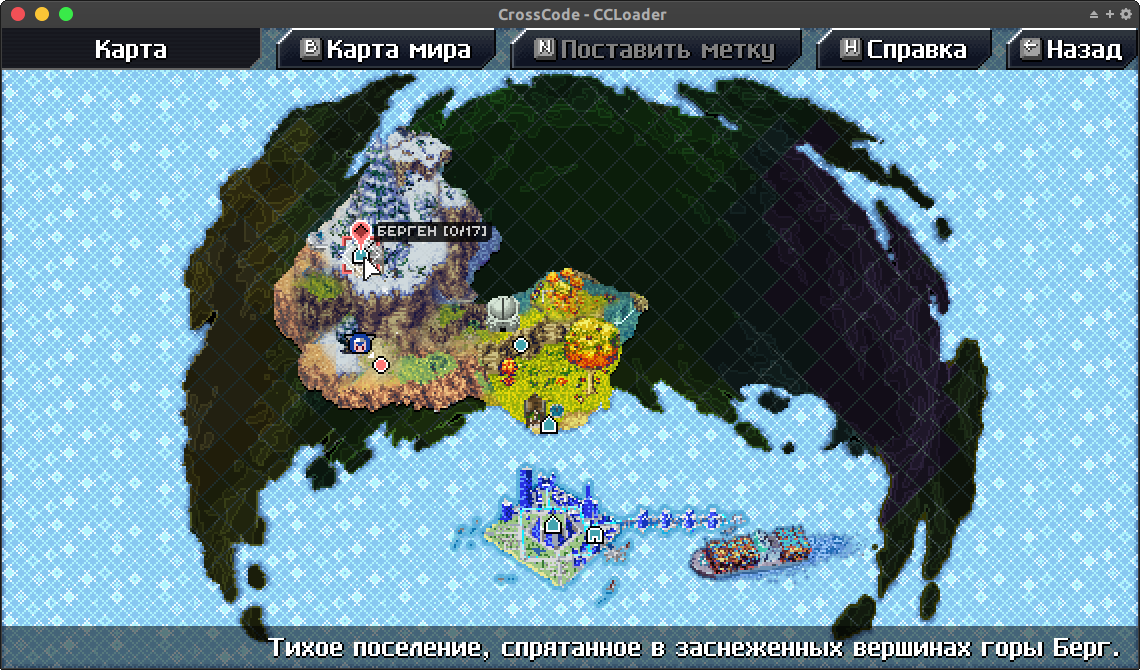 CrossCode - CCLoader
Карта
B Карта мира
N Поставить метку
H Справка
Назад
БЕРГЕН [0/17]
Тихое поселение, спрятанное в заснеженных вершинах горы Берг.